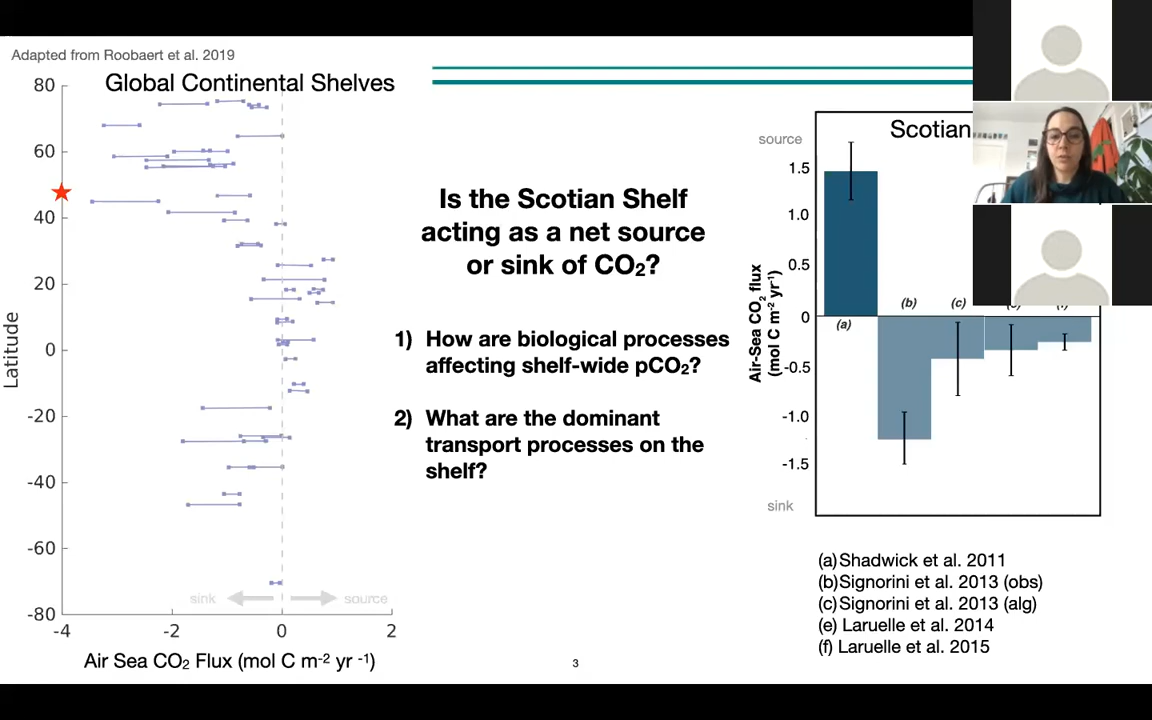 Adapted from Roobaert et al. 2019
Global Continental Shelves
80
60
40
20
0
-20
-40
-60
-80
Latitude
sink
source
-4
-2
0
2
Air Sea CO₂ Flux (mol C m⁻² yr ⁻¹)
Is the Scotian Shelf
acting as a net source
or sink of CO₂?
1) How are biological processes
affecting shelf-wide pCO₂?
2) What are the dominant
transport processes on the
shelf?
3
Scotian
source
1.5
1.0
0.5
0
-0.5
-1.0
-1.5
sink
Air-Sea CO₂ flux
(mol C m⁻² yr⁻¹)
(a)
(b)
(c)
(a)Shadwick et al. 2011
(b)Signorini et al. 2013 (obs)
(c)Signorini et al. 2013 (alg)
(e) Laruelle et al. 2014
(f) Laruelle et al. 2015